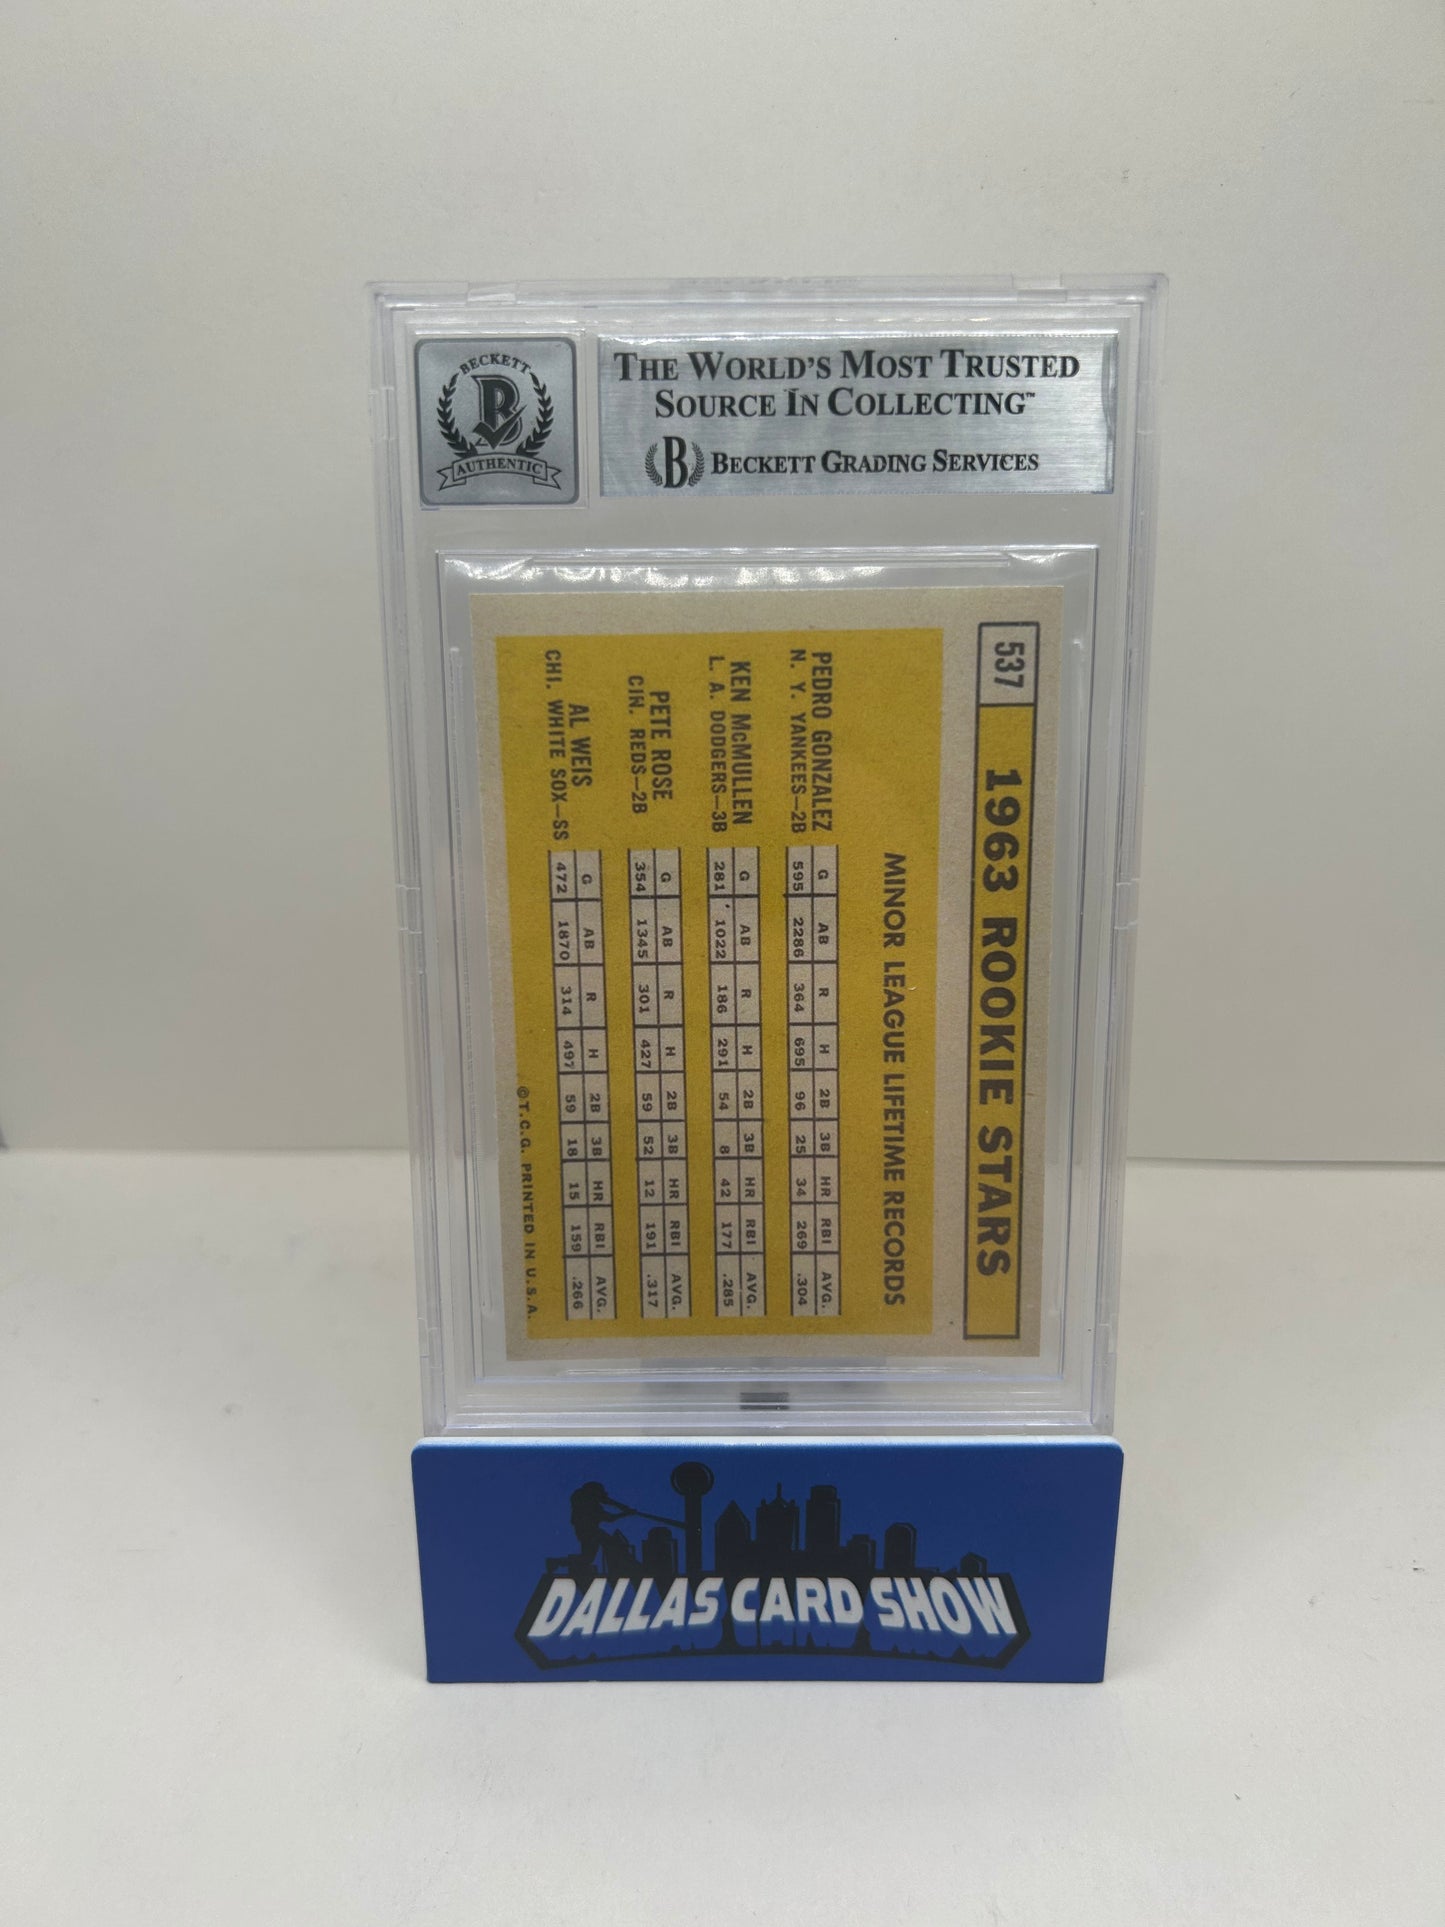 BECKETT
B
AUTHENTIC
THE WORLD'S MOST TRUSTED
SOURCE IN COLLECTING™
B BECKETT GRADING SERVICES
537 1963 ROOKIE STARS
MINOR LEAGUE LIFETIME RECORDS
PEDRO GONZALEZ
N. Y. YANKEES—2B
G AB R H 2B 3B HR RBI AVG.
595 2286 364 695 96 25 34 269 .304
KEN McMULLEN
L. A. DODGERS—3B
G AB R H 2B 3B HR RBI AVG.
281 1022 186 291 54 8 42 177 .285
PETE ROSE
CIN. REDS—2B
G AB R H 2B 3B HR RBI AVG.
354 1345 301 427 59 52 12 191 .317
AL WEIS
CHI. WHITE SOX—SS
G AB R H 2B 3B HR RBI AVG.
472 1870 314 497 59 18 15 159 .266
©T.C.G. PRINTED IN U.S.A.
DALLAS CARD SHOW